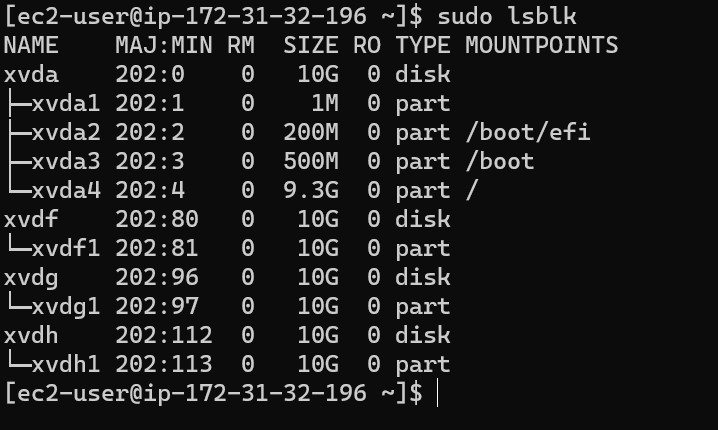 [ec2-user@ip-172-31-32-196 ~]$ sudo lsblk
NAME    MAJ:MIN RM  SIZE RO TYPE MOUNTPOINTS
xvda    202:0    0   10G  0 disk
├─xvda1 202:1    0    1M  0 part
├─xvda2 202:2    0  200M  0 part /boot/efi
├─xvda3 202:3    0  500M  0 part /boot
└─xvda4 202:4    0  9.3G  0 part /
xvdf    202:80   0   10G  0 disk
└─xvdf1 202:81   0   10G  0 part
xvdg    202:96   0   10G  0 disk
└─xvdg1 202:97   0   10G  0 part
xvdh    202:112  0   10G  0 disk
└─xvdh1 202:113  0   10G  0 part
[ec2-user@ip-172-31-32-196 ~]$